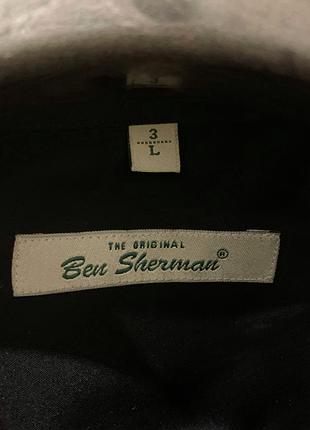 3
L
THE ORIGINAL
Ben Sherman®